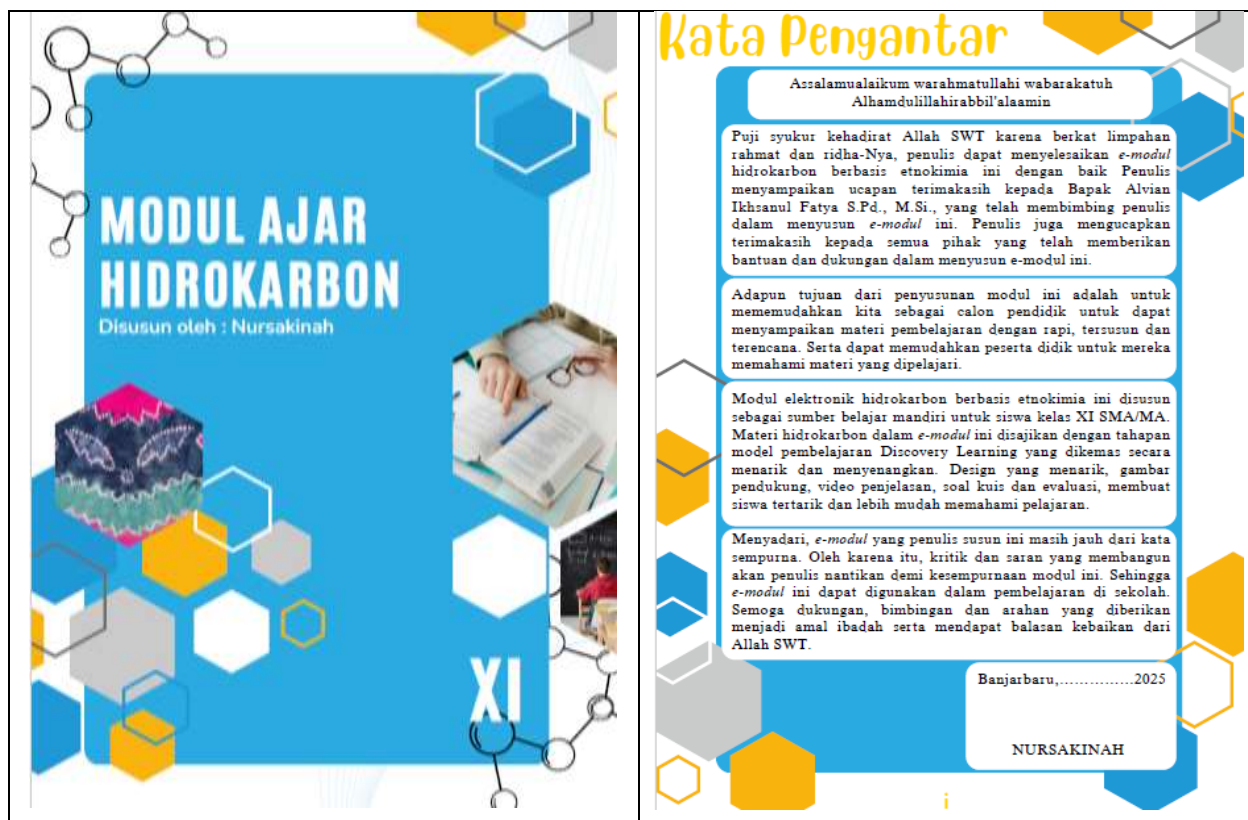 MODUL AJAR
HIDROKARBON
Disusun oleh : Nursakinah
XI
Kata Pengantar
Assalamualaikum warahmatullahi wabarakatuh
Alhamdulillahirabbil'alaamin
Puji syukur kehadirat Allah SWT karena berkat limpahan
rahmat dan ridha-Nya, penulis dapat menyelesaikan e-modul
hidrokarbon berbasis etnokimia ini dengan baik Penulis
menyampaikan ucapan terimakasih kepada Bapak Alvian
Ikhsanul Fatya S.Pd., M.Si., yang telah membimbing penulis
dalam menyusun e-modul ini. Penulis juga mengucapkan
terimakasih kepada semua pihak yang telah memberikan
bantuan dan dukungan dalam menyusun e-modul ini.
Adapun tujuan dari penyusunan modul ini adalah untuk
mememudahkan kita sebagai calon pendidik untuk dapat
menyampaikan materi pembelajaran dengan rapi, tersusun dan
terencana. Serta dapat memudahkan peserta didik untuk mereka
memahami materi yang dipelajari.
Modul elektronik hidrokarbon berbasis etnokimia ini disusun
sebagai sumber belajar mandiri untuk siswa kelas XI SMA/MA.
Materi hidrokarbon dalam e-modul ini disajikan dengan tahapan
model pembelajaran Discovery Learning yang dikemas secara
menarik dan menyenangkan. Design yang menarik, gambar
pendukung, video penjelasan, soal kuis dan evaluasi, membuat
siswa tertarik dan lebih mudah memahami pelajaran.
Menyadari, e-modul yang penulis susun ini masih jauh dari kata
sempurna. Oleh karena itu, kritik dan saran yang membangun
akan penulis nantikan demi kesempurnaan modul ini. Sehingga
e-modul ini dapat digunakan dalam pembelajaran di sekolah.
Semoga dukungan, bimbingan dan arahan yang diberikan
menjadi amal ibadah serta mendapat balasan kebaikan dari
Allah SWT.
Banjarbaru,……………2025
NURSAKINAH
i